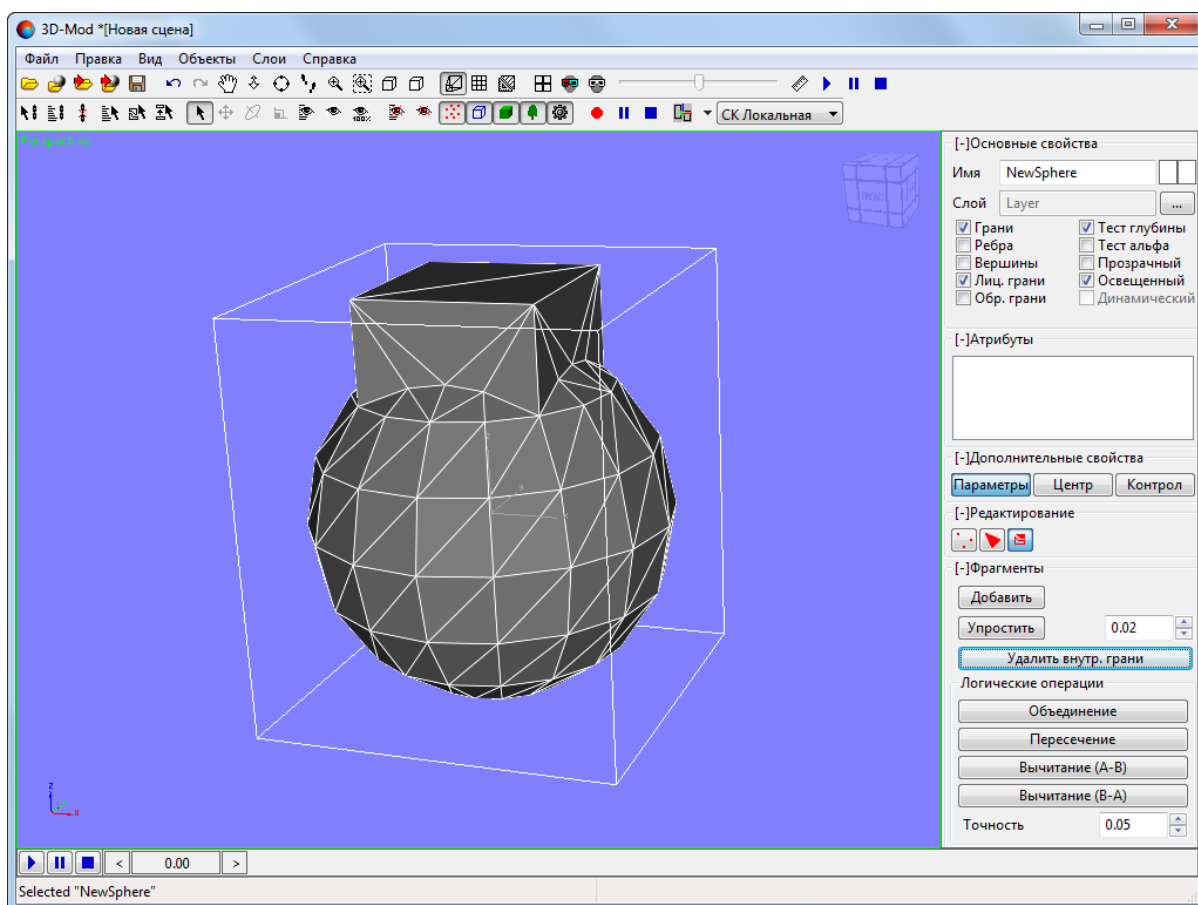 3D-Mod *[Новая сцена]
Файл Правка Вид Объекты Слои Справка
100%
СК Локальная
Perspective
FRONT
[-]Основные свойства
Имя NewSphere
Слой Layer ...
Грани Тест глубины
Ребра Тест альфа
Вершины Прозрачный
Лиц. грани Освещенный
Обр. грани Динамический
[-]Атрибуты
[-]Дополнительные свойства
Параметры Центр Контрол
[-]Редактирование
[-]Фрагменты
Добавить
Упростить 0.02
Удалить внутр. грани
Логические операции
Объединение
Пересечение
Вычитание (A-B)
Вычитание (B-A)
Точность 0.05
z
y
x
z
x
< 0.00 >
Selected "NewSphere"